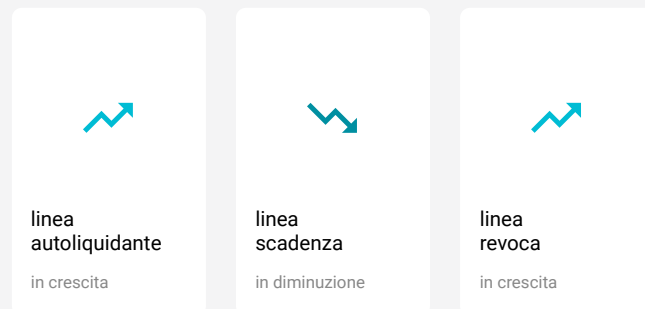 linea
autoliquidante
in crescita
linea
scadenza
in diminuzione
linea
revoca
in crescita